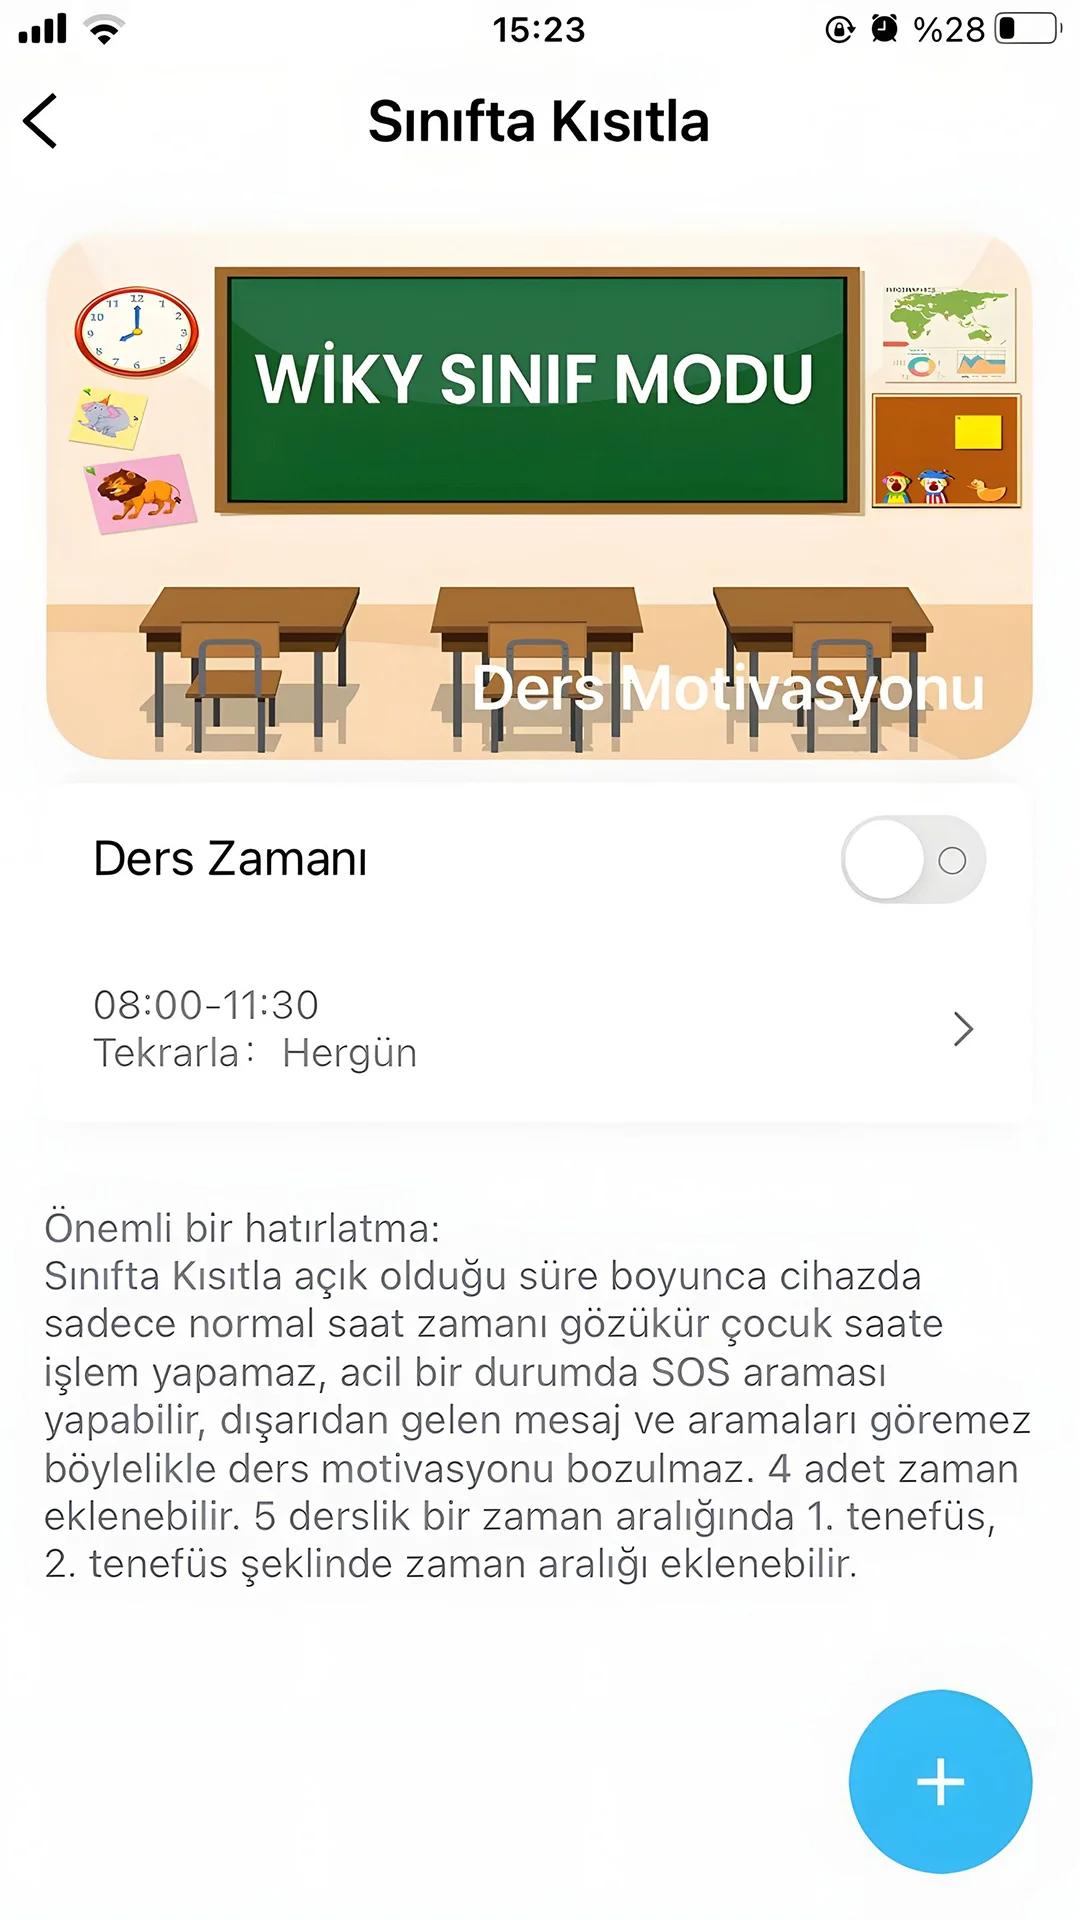 15:23
%28
Sınıfta Kısıtla
WİKY SINIF MODU
Ders Motivasyonu
Ders Zamanı
08:00-11:30
Tekrarla: Hergün
Önemli bir hatırlatma:
Sınıfta Kısıtla açık olduğu süre boyunca cihazda
sadece normal saat zamanı gözükür çocuk saate
işlem yapamaz, acil bir durumda SOS araması
yapabilir, dışarıdan gelen mesaj ve aramaları göremez
böylelikle ders motivasyonu bozulmaz. 4 adet zaman
eklenebilir. 5 derslik bir zaman aralığında 1. tenefüs,
2. tenefüs şeklinde zaman aralığı eklenebilir.